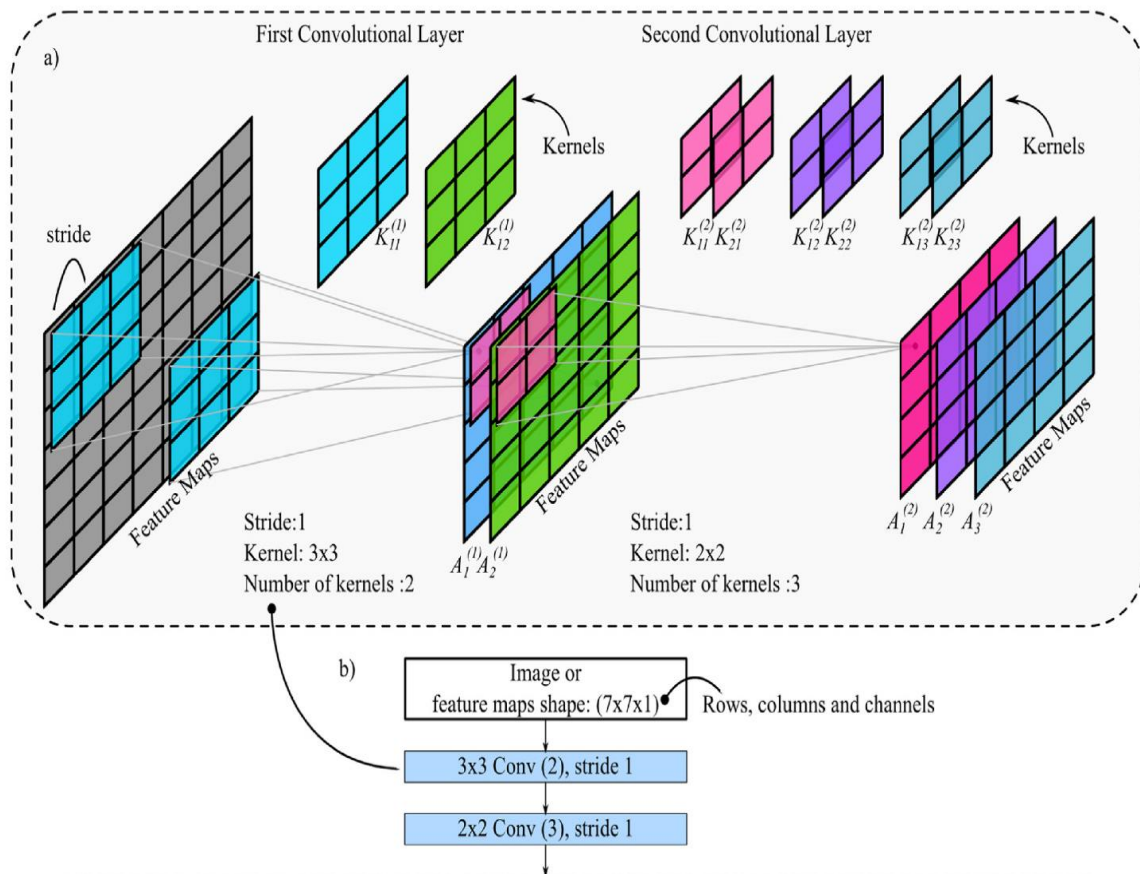 First Convolutional Layer
Second Convolutional Layer
a)
Kernels
Kernels
stride
K₁₁⁽¹⁾
K₁₂⁽¹⁾
K₁₁⁽²⁾ K₂₁⁽²⁾
K₁₂⁽²⁾ K₂₂⁽²⁾
K₁₃⁽²⁾ K₂₃⁽²⁾
Feature Maps
Feature Maps
Feature Maps
A₁⁽¹⁾ A₂⁽¹⁾
A₁⁽²⁾ A₂⁽²⁾ A₃⁽²⁾
Stride:1
Kernel: 3x3
Number of kernels :2
Stride:1
Kernel: 2x2
Number of kernels :3
b)
Image or
feature maps shape: (7x7x1)
Rows, columns and channels
3x3 Conv (2), stride 1
2x2 Conv (3), stride 1